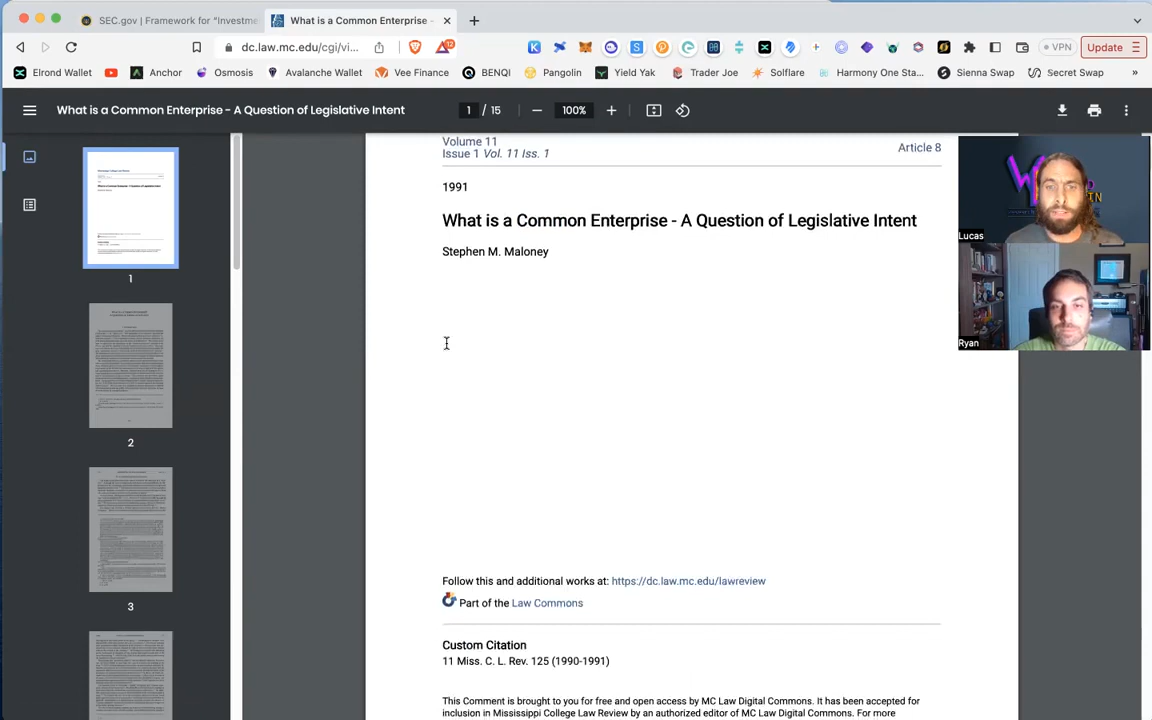 SEC.gov | Framework for "Investme
What is a Common Enterprise -
dc.law.mc.edu/cgi/vi...
12
VPN
Update
Elrond Wallet
Anchor
Osmosis
Avalanche Wallet
Vee Finance
BENQi
Pangolin
Yield Yak
Trader Joe
Solflare
Harmony One Sta...
Sienna Swap
Secret Swap
»
What is a Common Enterprise - A Question of Legislative Intent
1 / 15
100%
Volume 11
Issue 1 Vol. 11 Iss. 1
Article 8
1991
What is a Common Enterprise - A Question of Legislative Intent
Stephen M. Maloney
Follow this and additional works at: https://dc.law.mc.edu/lawreview
Part of the Law Commons
Custom Citation
11 Miss. C. L. Rev. 125 (1990-1991)
This Comment is brought to you for free and open access by MC Law Digital Commons. It has been accepted for
inclusion in Mississippi College Law Review by an authorized editor of MC Law Digital Commons. For more
1
2
3
Lucas
Ryan